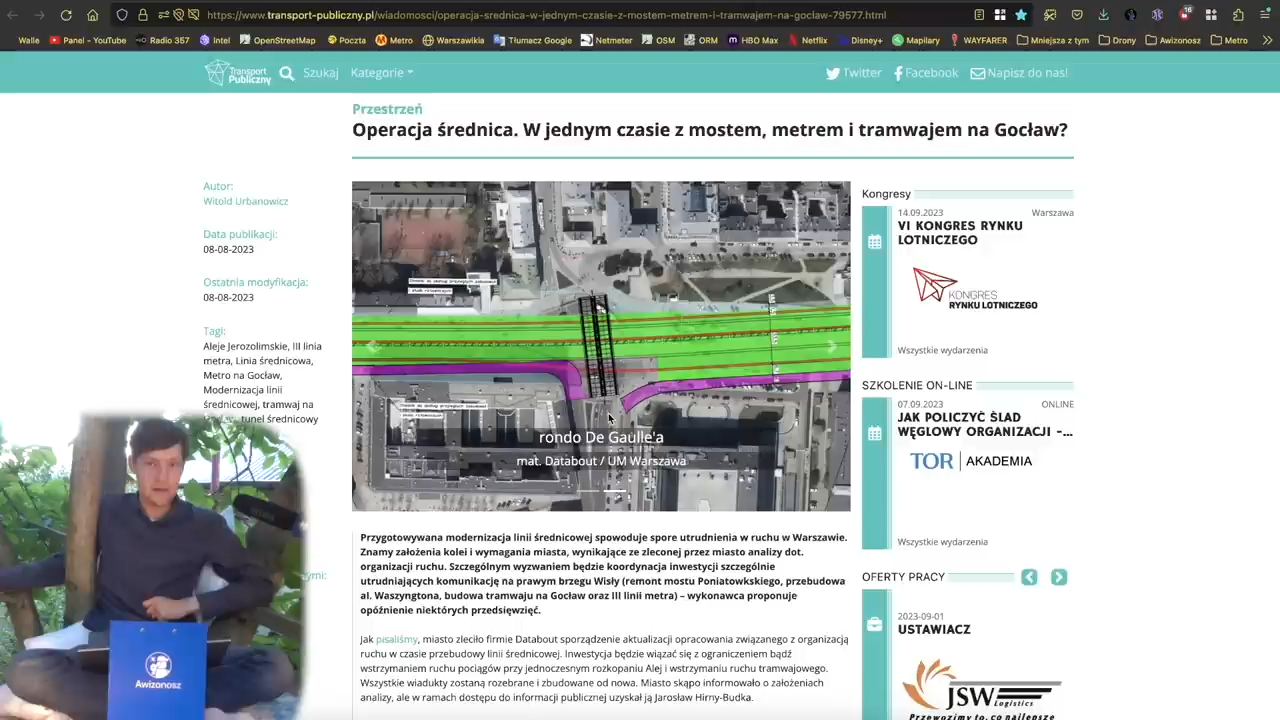 https://www.transport-publiczny.pl/wiadomosci/operacja-srednica-w-jednym-czasie-z-mostem-metrem-i-tramwajem-na-goclaw-79577.html
16
Walle
Panel - YouTube
Radio 357
Intel
OpenStreetMap
Poczta
Metro
Warszawikia
Tłumacz Google
Netmeter
OSM
ORM
HBO Max
Netflix
Disney+
Mapilary
WAYFARER
Mniejsza z tym
Drony
Awizonosz
Metro
Transport
Publiczny
Szukaj
Kategorie
Twitter
Facebook
Napisz do nas!
Przestrzeń
Operacja średnica. W jednym czasie z mostem, metrem i tramwajem na Gocław?
Autor:
Witold Urbanowicz
Data publikacji:
08-08-2023
Ostatnia modyfikacja:
08-08-2023
Tagi:
Aleje Jerozolimskie, III linia
metra, Linia średnicowa,
Metro na Gocław,
Modernizacja linii
średnicowej, tramwaj na
tunel średnicowy
rondo De Gaulle'a
mat. Databout / UM Warszawa
Przygotowywana modernizacja linii średnicowej spowoduje spore utrudnienia w ruchu w Warszawie.
Znamy założenia kolei i wymagania miasta, wynikające ze zleconej przez miasto analizy dot.
organizacji ruchu. Szczególnym wyzwaniem będzie koordynacja inwestycji szczególnie
utrudniających komunikację na prawym brzegu Wisły (remont mostu Poniatowskiego, przebudowa
al. Waszyngtona, budowa tramwaju na Gocław oraz III linii metra) – wykonawca proponuje
opóźnienie niektórych przedsięwzięć.
Jak pisaliśmy, miasto zleciło firmie Databout sporządzenie aktualizacji opracowania związanego z organizacją
ruchu w czasie przebudowy linii średnicowej. Inwestycja będzie wiązać się z ograniczeniem bądź
wstrzymaniem ruchu pociągów przy jednoczesnym rozkopaniu Alej i wstrzymaniu ruchu tramwajowego.
Wszystkie wiadukty zostaną rozebrane i zbudowane od nowa. Miasto skąpo informowało o założeniach
analizy, ale w ramach dostępu do informacji publicznej uzyskał ją Jarosław Hirny-Budka.
Kongresy
14.09.2023
Warszawa
VI KONGRES RYNKU
LOTNICZEGO
KONGRES
RYNKU LOTNICZEGO
Wszystkie wydarzenia
SZKOLENIE ON-LINE
07.09.2023
ONLINE
JAK POLICZYĆ ŚLAD
WĘGLOWY ORGANIZACJI -...
TOR | AKADEMIA
Wszystkie wydarzenia
OFERTY PRACY
2023-09-01
USTAWIACZ
JSW
Logistics
Przewozimy to, co najlepsze
Awizonosz